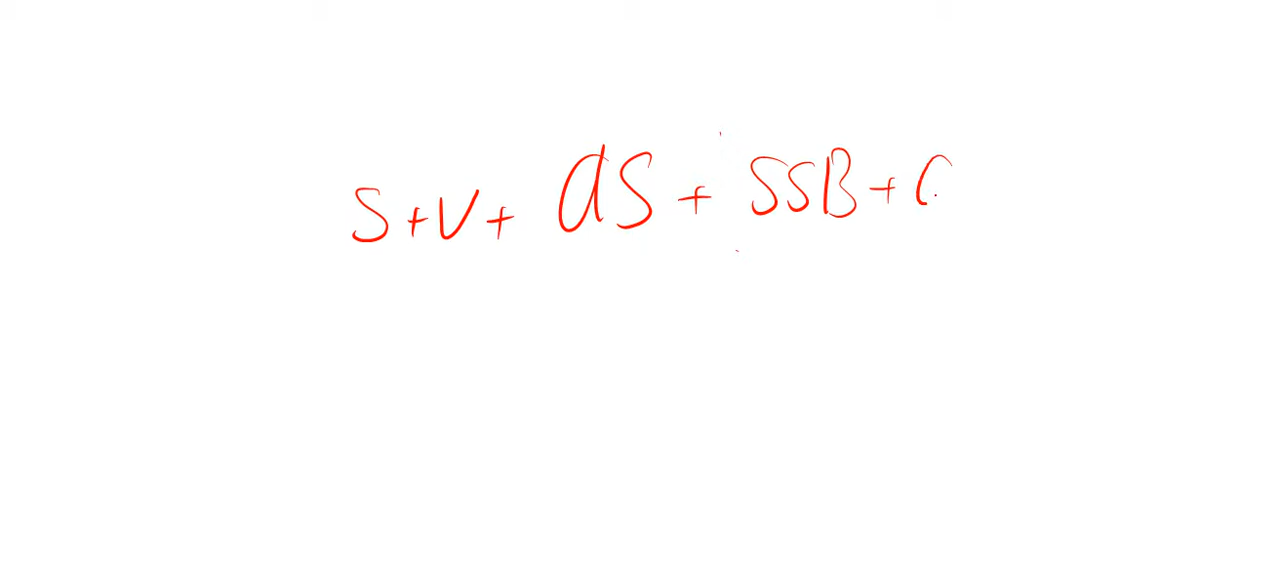 S + V + as + SSB + C